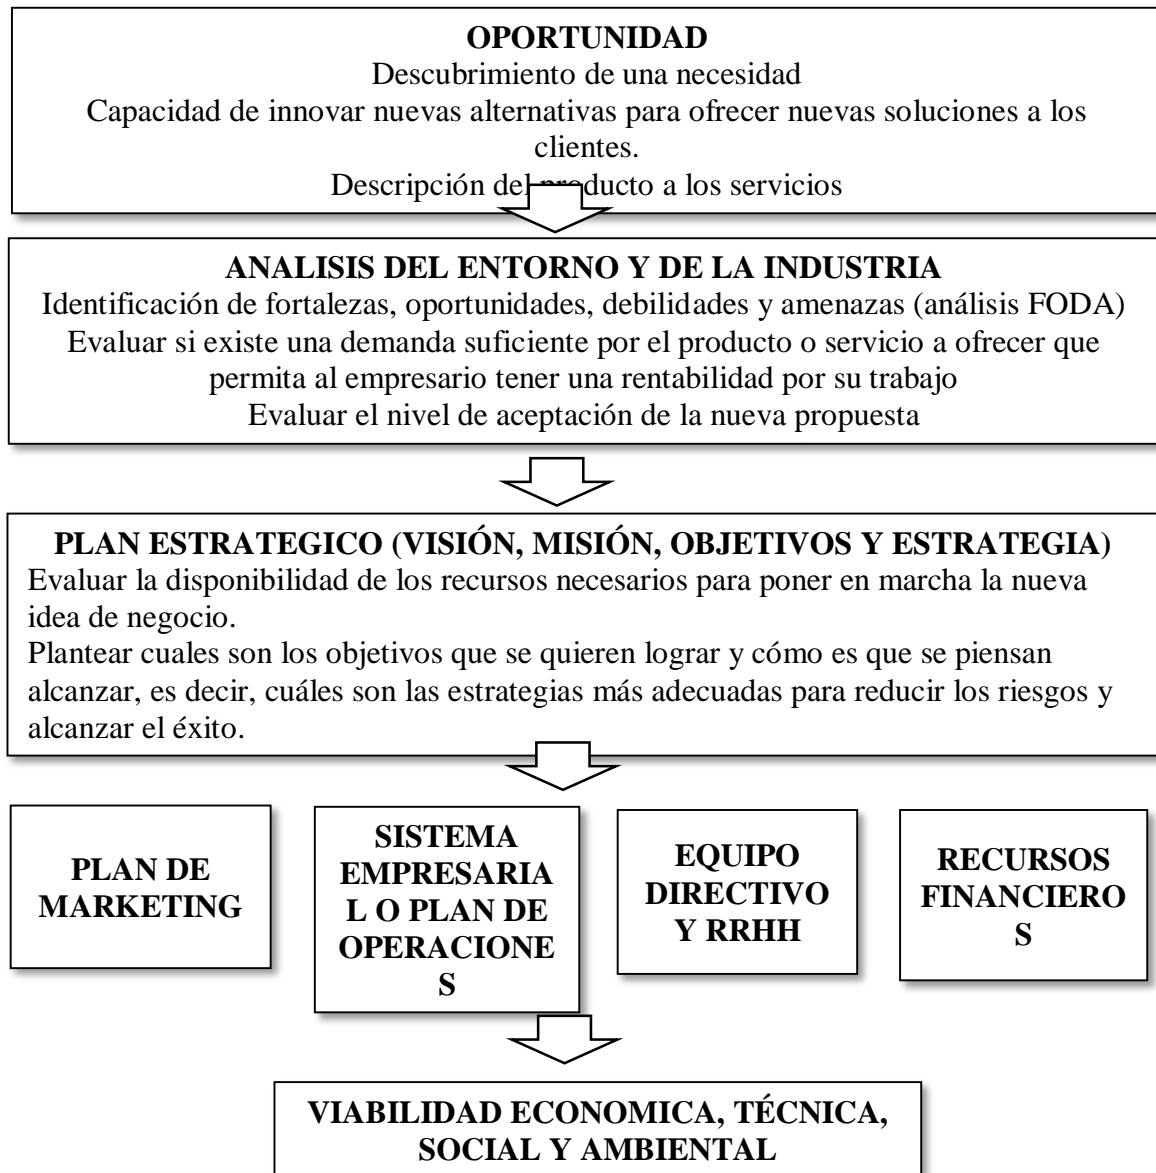 OPORTUNIDAD
Descubrimiento de una necesidad
Capacidad de innovar nuevas alternativas para ofrecer nuevas soluciones a los
clientes.
Descripción del producto a los servicios
ANALISIS DEL ENTORNO Y DE LA INDUSTRIA
Identificación de fortalezas, oportunidades, debilidades y amenazas (análisis FODA)
Evaluar si existe una demanda suficiente por el producto o servicio a ofrecer que
permita al empresario tener una rentabilidad por su trabajo
Evaluar el nivel de aceptación de la nueva propuesta
PLAN ESTRATEGICO (VISIÓN, MISIÓN, OBJETIVOS Y ESTRATEGIA)
Evaluar la disponibilidad de los recursos necesarios para poner en marcha la nueva
idea de negocio.
Plantear cuales son los objetivos que se quieren lograr y cómo es que se piensan
alcanzar, es decir, cuáles son las estrategias más adecuadas para reducir los riesgos y
alcanzar el éxito.
PLAN DE
MARKETING
SISTEMA
EMPRESARIA
L O PLAN DE
OPERACIONE
S
EQUIPO
DIRECTIVO
Y RRHH
RECURSOS
FINANCIERO
S
VIABILIDAD ECONOMICA, TÉCNICA,
SOCIAL Y AMBIENTAL